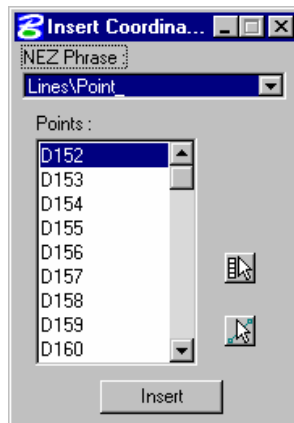 Insert Coordina...
NEZ Phrase :
Lines\Point_
Points :
D152
D153
D154
D155
D156
D157
D158
D159
D160
Insert